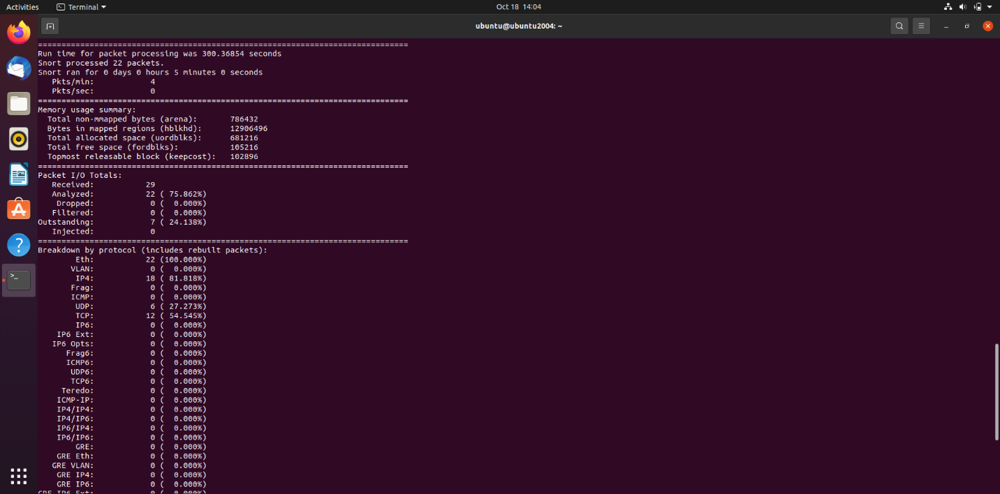 Activities Terminal Oct 18 14:04
ubuntu@ubuntu2004: ~
===============================================================================
Run time for packet processing was 300.36854 seconds
Snort processed 22 packets.
Snort ran for 0 days 0 hours 5 minutes 0 seconds
Pkts/min: 4
Pkts/sec: 0
===============================================================================
Memory usage summary:
Total non-mmapped bytes (arena): 786432
Bytes in mapped regions (hblkhd): 12906496
Total allocated space (uordblks): 681216
Total free space (fordblks): 105216
Topmost releasable block (keepcost): 102896
===============================================================================
Packet I/O Totals:
Received: 29
Analyzed: 22 ( 75.862%)
Dropped: 0 ( 0.000%)
Filtered: 0 ( 0.000%)
Outstanding: 7 ( 24.138%)
Injected: 0
===============================================================================
Breakdown by protocol (includes rebuilt packets):
Eth: 22 (100.000%)
VLAN: 0 ( 0.000%)
IP4: 18 ( 81.818%)
Frag: 0 ( 0.000%)
ICMP: 0 ( 0.000%)
UDP: 6 ( 27.273%)
TCP: 12 ( 54.545%)
IP6: 0 ( 0.000%)
IP6 Ext: 0 ( 0.000%)
IP6 Opts: 0 ( 0.000%)
Frag6: 0 ( 0.000%)
ICMP6: 0 ( 0.000%)
UDP6: 0 ( 0.000%)
TCP6: 0 ( 0.000%)
Teredo: 0 ( 0.000%)
ICMP-IP: 0 ( 0.000%)
IP4/IP4: 0 ( 0.000%)
IP4/IP6: 0 ( 0.000%)
IP6/IP4: 0 ( 0.000%)
IP6/IP6: 0 ( 0.000%)
GRE: 0 ( 0.000%)
GRE Eth: 0 ( 0.000%)
GRE VLAN: 0 ( 0.000%)
GRE IP4: 0 ( 0.000%)
GRE IP6: 0 ( 0.000%)
GRE IP6 Ext: 0 ( 0.000%)